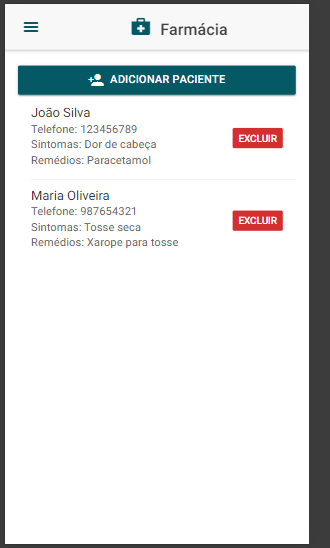 Farmácia
ADICIONAR PACIENTE
João Silva
Telefone: 123456789
Sintomas: Dor de cabeça
Remédios: Paracetamol
EXCLUIR
Maria Oliveira
Telefone: 987654321
Sintomas: Tosse seca
Remédios: Xarope para tosse
EXCLUIR